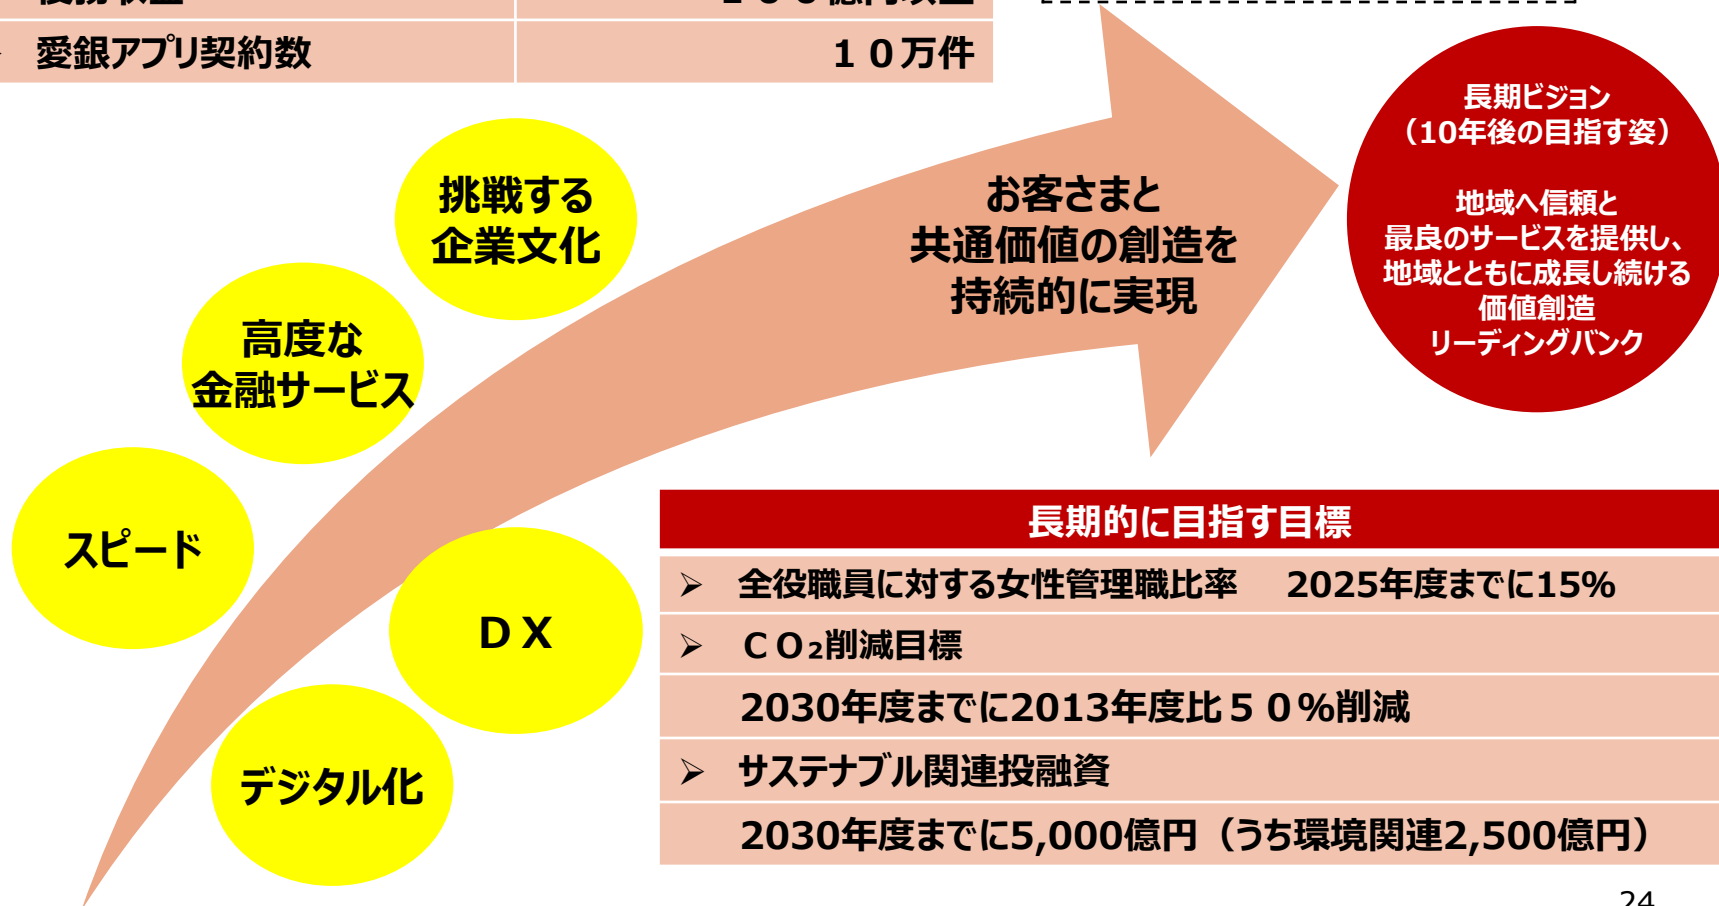 愛銀アプリ契約数 １０万件
長期ビジョン
（10年後の目指す姿）
地域へ信頼と
最良のサービスを提供し、
地域とともに成長し続ける
価値創造
リーディングバンク
挑戦する
企業文化
お客さまと
共通価値の創造を
持続的に実現
高度な
金融サービス
スピード
ＤＸ
デジタル化
長期的に目指す目標
➢ 全役職員に対する女性管理職比率 2025年度までに15%
➢ ＣＯ₂削減目標
2030年度までに2013年度比５０％削減
➢ サステナブル関連投融資
2030年度までに5,000億円（うち環境関連2,500億円）
24